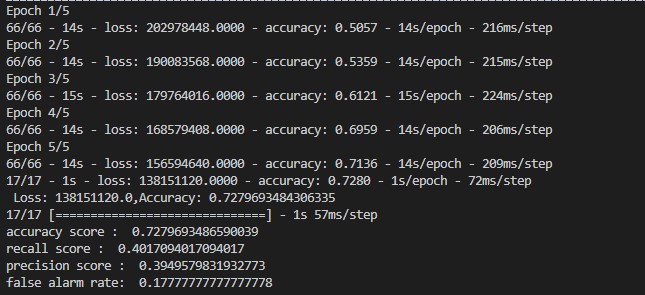 Epoch 1/5
66/66 - 14s - loss: 202978448.0000 - accuracy: 0.5057 - 14s/epoch - 216ms/step
Epoch 2/5
66/66 - 14s - loss: 190083568.0000 - accuracy: 0.5359 - 14s/epoch - 215ms/step
Epoch 3/5
66/66 - 15s - loss: 179764016.0000 - accuracy: 0.6121 - 15s/epoch - 224ms/step
Epoch 4/5
66/66 - 14s - loss: 168579408.0000 - accuracy: 0.6959 - 14s/epoch - 206ms/step
Epoch 5/5
66/66 - 14s - loss: 156594640.0000 - accuracy: 0.7136 - 14s/epoch - 209ms/step
17/17 - 1s - loss: 138151120.0000 - accuracy: 0.7280 - 1s/epoch - 72ms/step
Loss: 138151120.0,Accuracy: 0.7279693484306335
17/17 [==============================] - 1s 57ms/step
accuracy score :  0.7279693486590039
recall score :  0.4017094017094017
precision score :  0.3949579831932773
false alarm rate:  0.17777777777777778